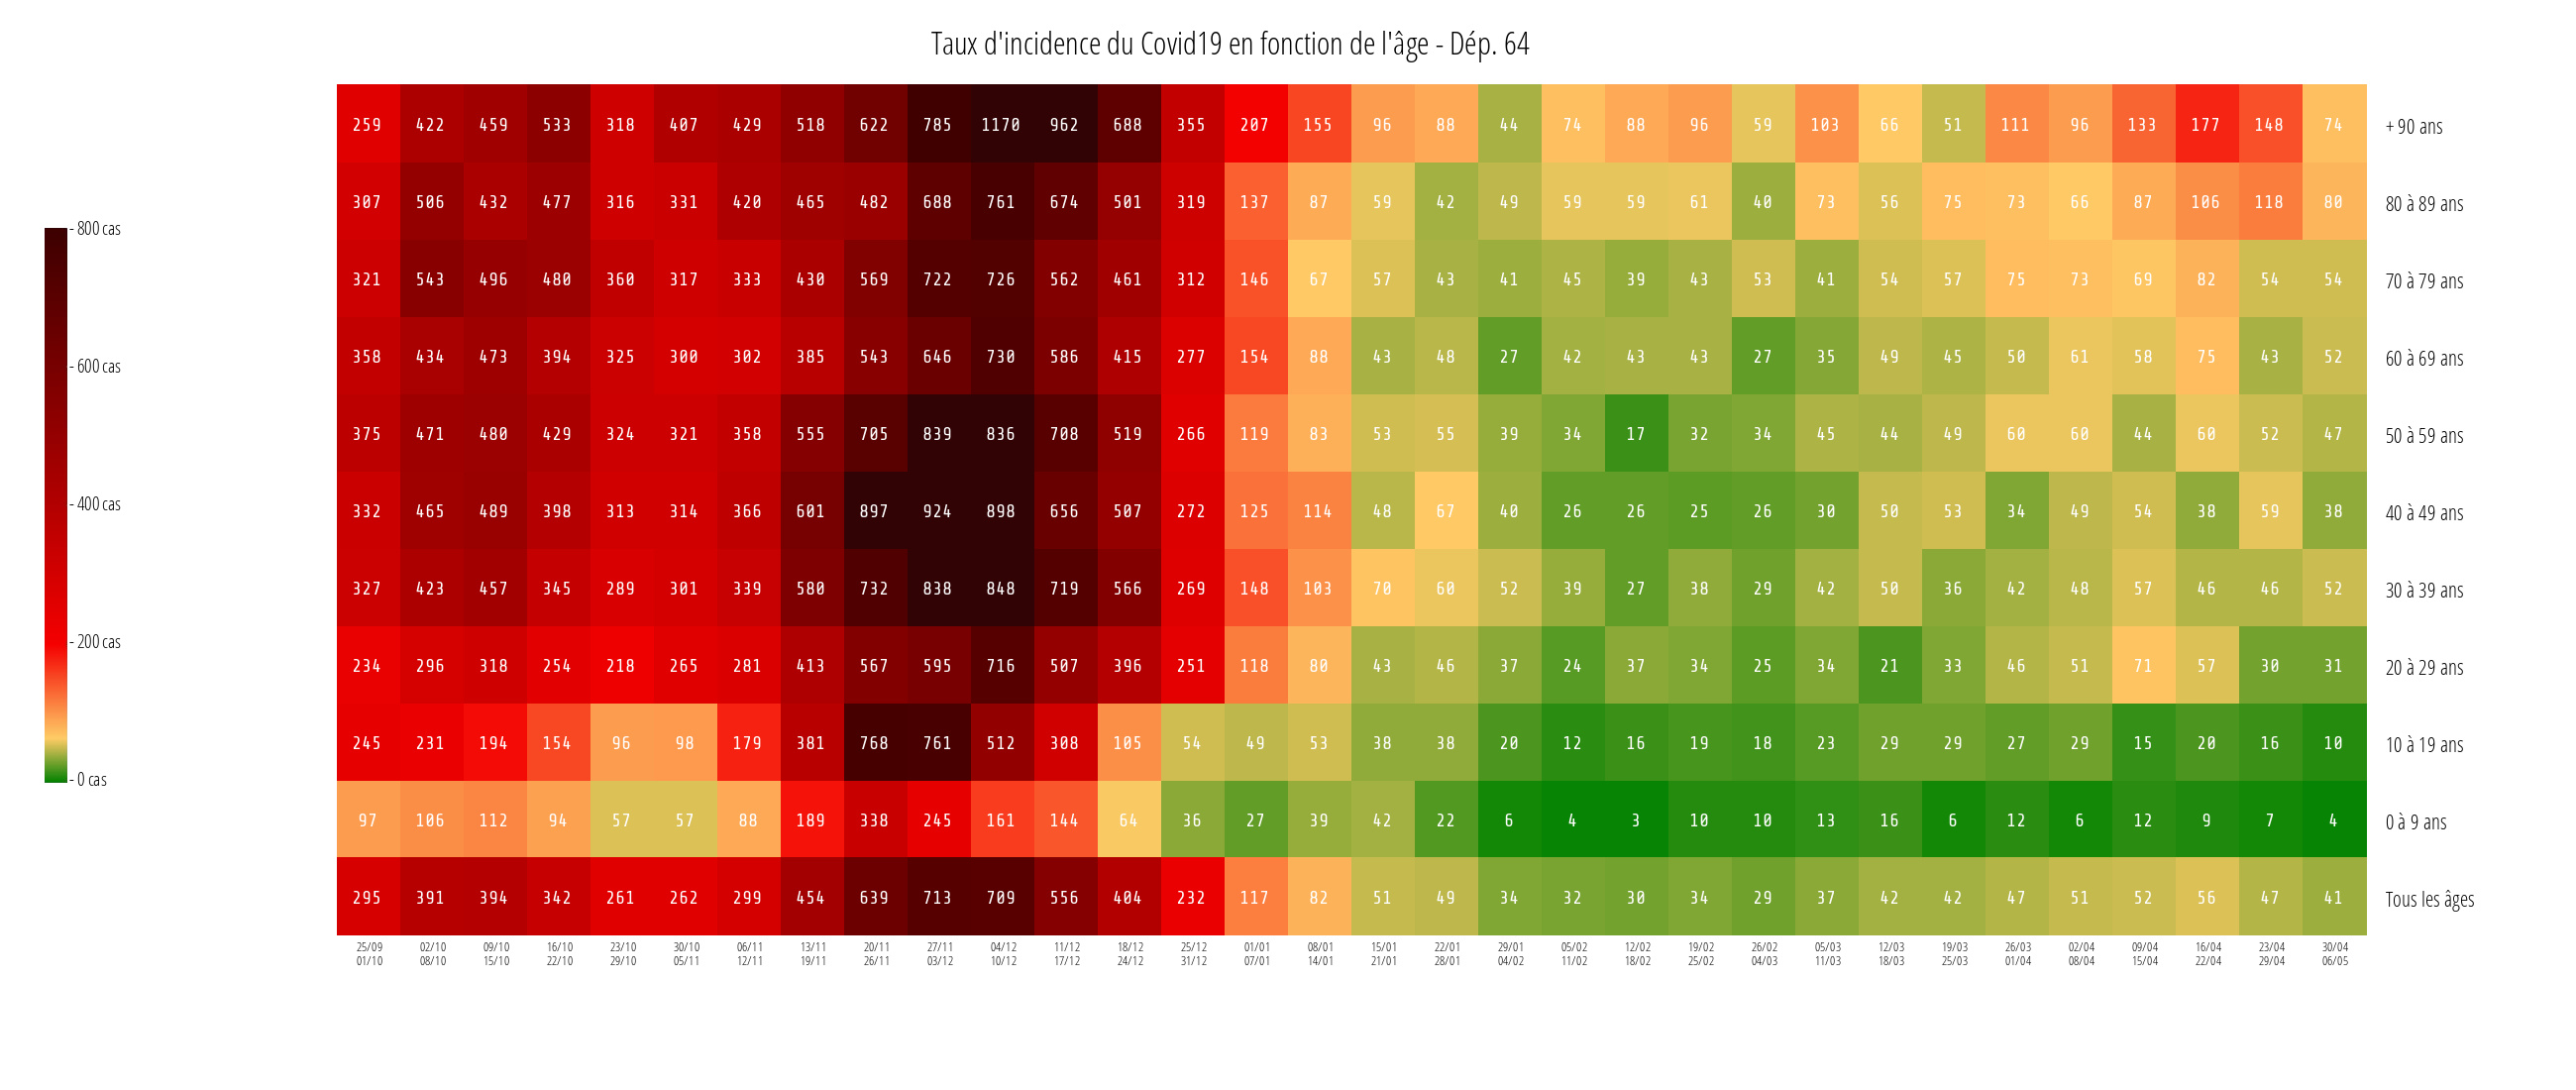 Taux d'incidence du Covid19 en fonction de l'âge - Dép. 64
259 422 459 533 318 407 429 518 622 785 1170 962 688 355 207 155 96 88 44 74 88 96 59 103 66 51 111 96 133 177 148 74 + 90 ans
307 506 432 477 316 331 420 465 482 688 761 674 501 319 137 87 59 42 49 59 59 61 40 73 56 75 73 66 87 106 118 80 80 à 89 ans
- 800 cas
321 543 496 480 360 317 333 430 569 722 726 562 461 312 146 67 57 43 41 45 39 43 53 41 54 57 75 73 69 82 54 54 70 à 79 ans
358 434 473 394 325 300 302 385 543 646 730 586 415 277 154 88 43 48 27 42 43 43 27 35 49 45 50 61 58 75 43 52 60 à 69 ans
- 600 cas
375 471 480 429 324 321 358 555 705 839 836 708 519 266 119 83 53 55 39 34 17 32 34 45 44 49 60 60 44 60 52 47 50 à 59 ans
- 400 cas
332 465 489 398 313 314 366 601 897 924 898 656 507 272 125 114 48 67 40 26 26 25 26 30 50 53 34 49 54 38 59 38 40 à 49 ans
327 423 457 345 289 301 339 580 732 838 848 719 566 269 148 103 70 60 52 39 27 38 29 42 50 36 42 48 57 46 46 52 30 à 39 ans
- 200 cas
234 296 318 254 218 265 281 413 567 595 716 507 396 251 118 80 43 46 37 24 37 34 25 34 21 33 46 51 71 57 30 31 20 à 29 ans
245 231 194 154 96 98 179 381 768 761 512 308 105 54 49 53 38 38 20 12 16 19 18 23 29 29 27 29 15 20 16 10 10 à 19 ans
- 0 cas
97 106 112 94 57 57 88 189 338 245 161 144 64 36 27 39 42 22 6 4 3 10 10 13 16 6 12 6 12 9 7 4 0 à 9 ans
295 391 394 342 261 262 299 454 639 713 709 556 404 232 117 82 51 49 34 32 30 34 29 37 42 42 47 51 52 56 47 41 Tous les âges
25/09 02/10 09/10 16/10 23/10 30/10 06/11 13/11 20/11 27/11 04/12 11/12 18/12 25/12 01/01 08/01 15/01 22/01 29/01 05/02 12/02 19/02 26/02 05/03 12/03 19/03 26/03 02/04 09/04 16/04 23/04 30/04
01/10 08/10 15/10 22/10 29/10 05/11 12/11 19/11 26/11 03/12 10/12 17/12 24/12 31/12 07/01 14/01 21/01 28/01 04/02 11/02 18/02 25/02 04/03 11/03 18/03 25/03 01/04 08/04 15/04 22/04 29/04 06/05